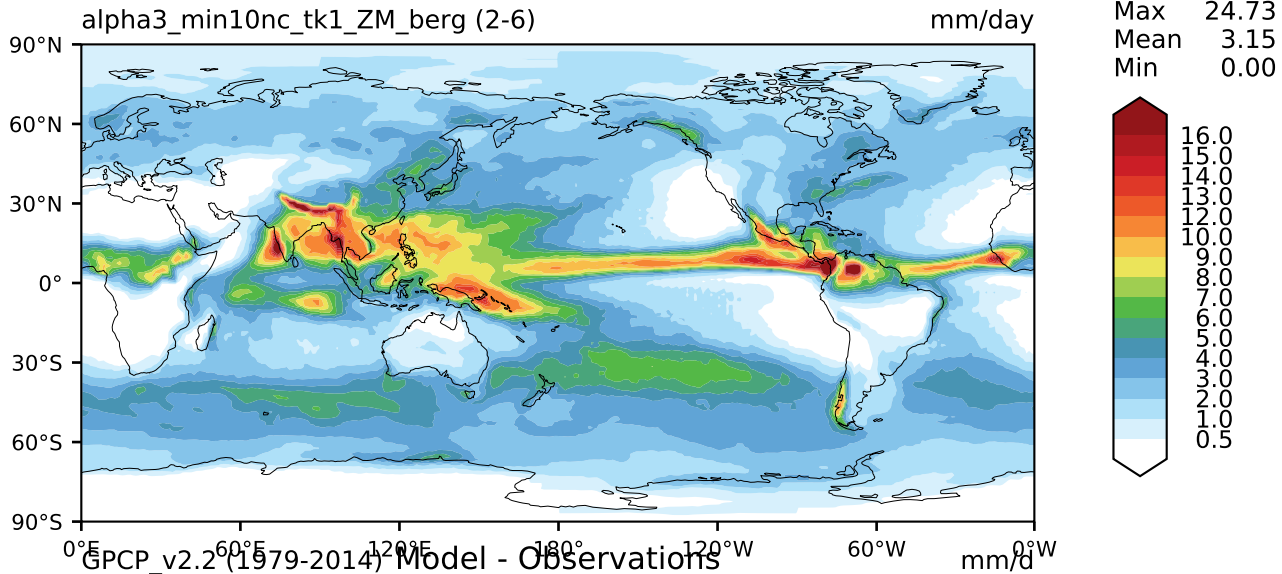 alpha3_min10nc_tk1_ZM_berg (2-6) mm/day
Max 24.73
Mean 3.15
Min 0.00
90°N
60°N
30°N
0°
30°S
60°S
90°S
16.0
15.0
14.0
13.0
12.0
10.0
9.0
8.0
7.0
6.0
5.0
4.0
3.0
2.0
1.0
0.5
0°E 60°E 120°E 180° 120°W 60°W 0°W
GPCP_v2.2 (1979-2014) Model - Observations mm/d